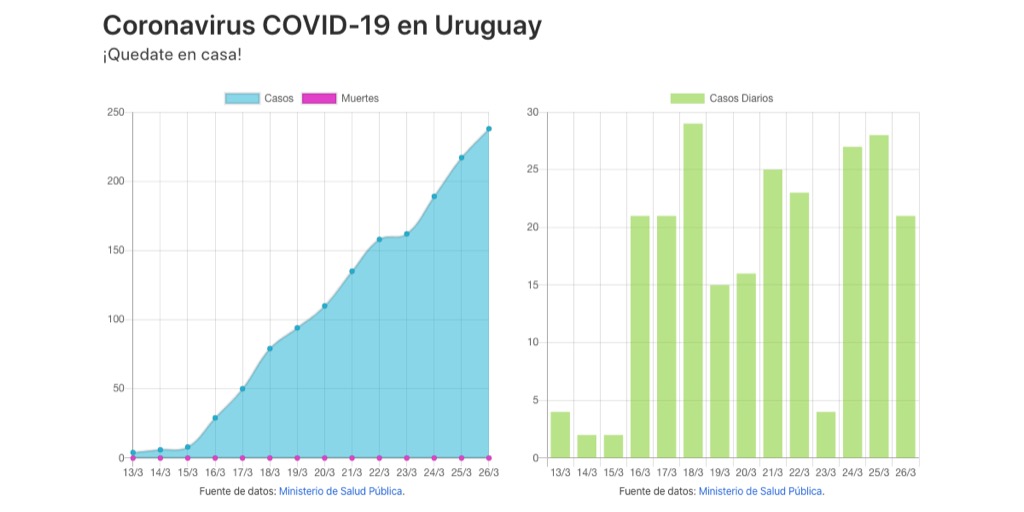 Coronavirus COVID-19 en Uruguay
¡Quedate en casa!
Casos Muertes
250
200
150
100
50
0
13/3 14/3 15/3 16/3 17/3 18/3 19/3 20/3 21/3 22/3 23/3 24/3 25/3 26/3
Fuente de datos: Ministerio de Salud Pública.
Casos Diarios
30
25
20
15
10
5
0
13/3 14/3 15/3 16/3 17/3 18/3 19/3 20/3 21/3 22/3 23/3 24/3 25/3 26/3
Fuente de datos: Ministerio de Salud Pública.